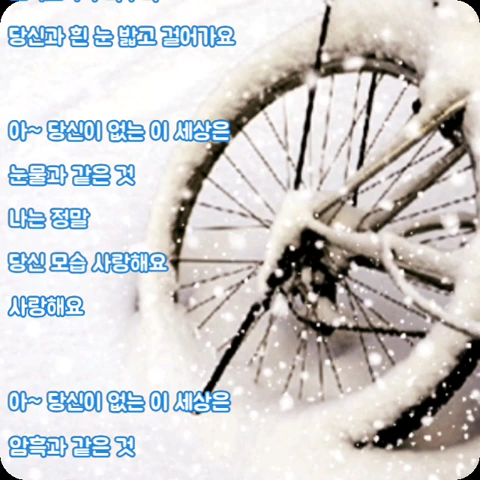 당신과 흰 눈 밟고 걸어가요
아~ 당신이 없는 이 세상은
눈물과 같은 것
나는 정말
당신 모습 사랑해요
사랑해요
아~ 당신이 없는 이 세상은
암흑과 같은 것